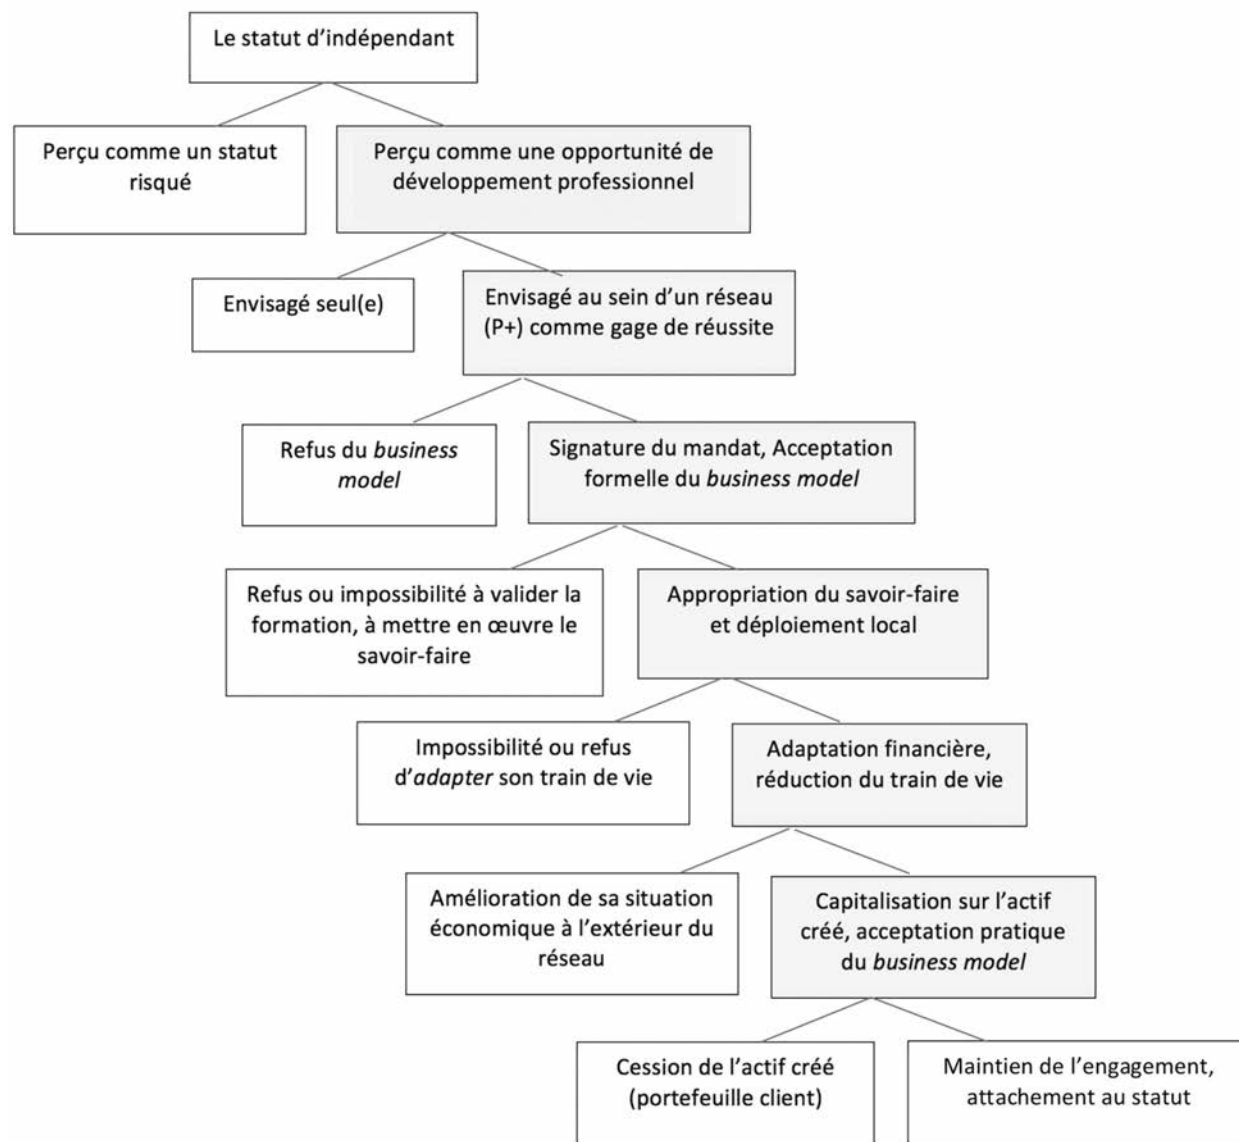 Le statut d’indépendant
Perçu comme un statut
risqué
Perçu comme une opportunité de
développement professionnel
Envisagé seul(e)
Envisagé au sein d’un réseau
(P+) comme gage de réussite
Refus du business
model
Signature du mandat, Acceptation
formelle du business model
Refus ou impossibilité à valider la
formation, à mettre en œuvre le
savoir-faire
Appropriation du savoir-faire
et déploiement local
Impossibilité ou refus
d’adapter son train de vie
Adaptation financière,
réduction du train de vie
Amélioration de sa situation
économique à l’extérieur du
réseau
Capitalisation sur l’actif
créé, acceptation pratique
du business model
Cession de l’actif créé
(portefeuille client)
Maintien de l’engagement,
attachement au statut